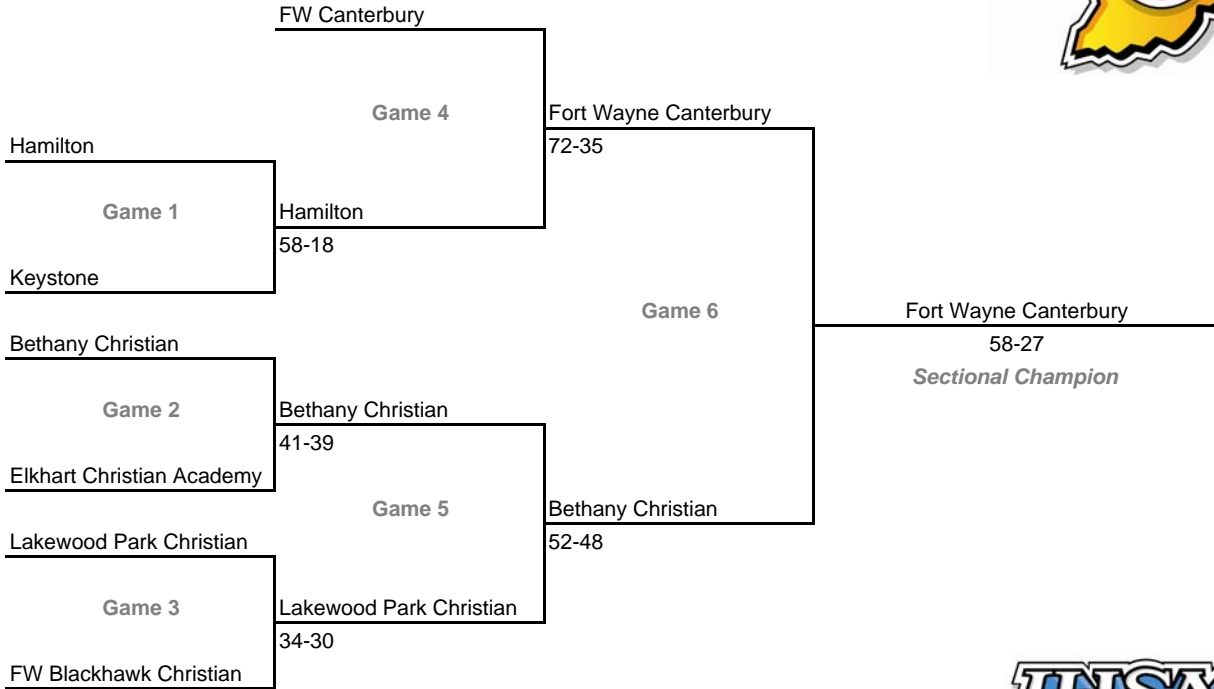 FW Canterbury
Game 4
Fort Wayne Canterbury
72-35
Hamilton
Game 1
Hamilton
58-18
Keystone
Game 6
Fort Wayne Canterbury
58-27
Sectional Champion
Bethany Christian
Game 2
Bethany Christian
41-39
Elkhart Christian Academy
Game 5
Bethany Christian
52-48
Lakewood Park Christian
Game 3
Lakewood Park Christian
34-30
FW Blackhawk Christian